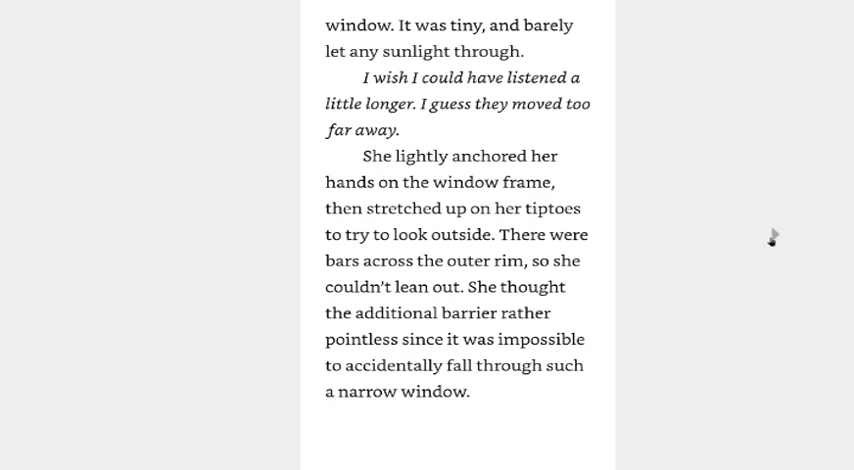 window. It was tiny, and barely
let any sunlight through.
I wish I could have listened a
little longer. I guess they moved too
far away.
She lightly anchored her
hands on the window frame,
then stretched up on her tiptoes
to try to look outside. There were
bars across the outer rim, so she
couldn’t lean out. She thought
the additional barrier rather
pointless since it was impossible
to accidentally fall through such
a narrow window.